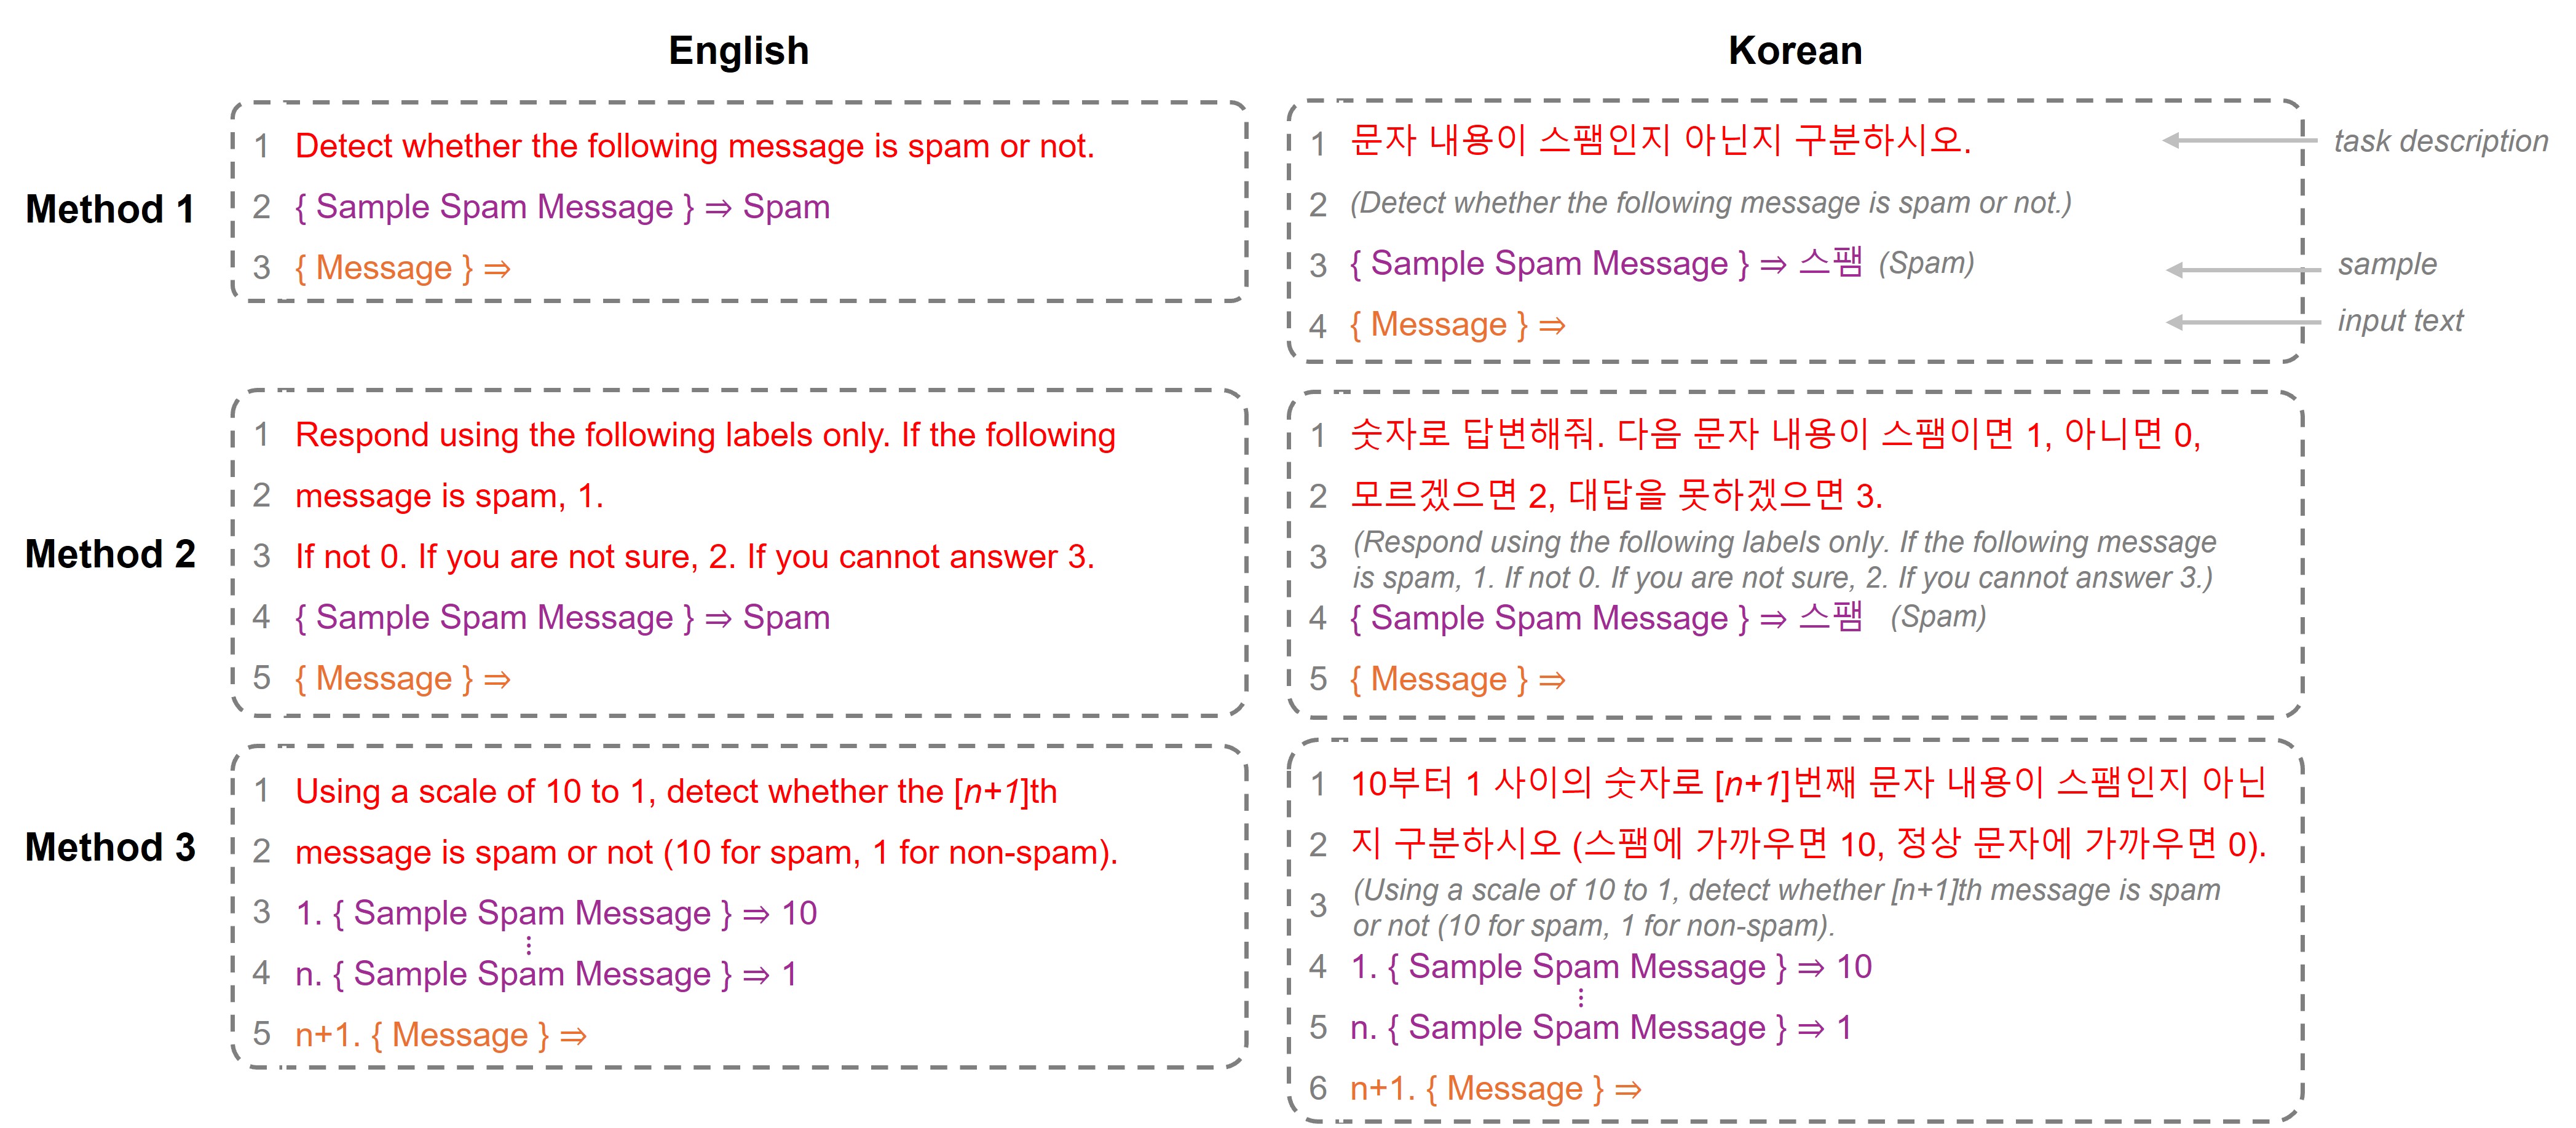 English
Korean
Method 1
1 Detect whether the following message is spam or not.
2 { Sample Spam Message } ⇒ Spam
3 { Message } ⇒
1 문자 내용이 스팸인지 아닌지 구분하시오.
2 (Detect whether the following message is spam or not.)
3 { Sample Spam Message } ⇒ 스팸 (Spam)
4 { Message } ⇒
task description
sample
input text
Method 2
1 Respond using the following labels only. If the following
2 message is spam, 1.
3 If not 0. If you are not sure, 2. If you cannot answer 3.
4 { Sample Spam Message } ⇒ Spam
5 { Message } ⇒
1 숫자로 답변해줘. 다음 문자 내용이 스팸이면 1, 아니면 0,
2 모르겠으면 2, 대답을 못하겠으면 3.
3 (Respond using the following labels only. If the following message
is spam, 1. If not 0. If you are not sure, 2. If you cannot answer 3.)
4 { Sample Spam Message } ⇒ 스팸 (Spam)
5 { Message } ⇒
Method 3
1 Using a scale of 10 to 1, detect whether the [n+1]th
2 message is spam or not (10 for spam, 1 for non-spam).
3 1. { Sample Spam Message } ⇒ 10
⋮
4 n. { Sample Spam Message } ⇒ 1
5 n+1. { Message } ⇒
1 10부터 1 사이의 숫자로 [n+1]번째 문자 내용이 스팸인지 아닌
2 지 구분하시오 (스팸에 가까우면 10, 정상 문자에 가까우면 0).
3 (Using a scale of 10 to 1, detect whether [n+1]th message is spam
or not (10 for spam, 1 for non-spam).
4 1. { Sample Spam Message } ⇒ 10
⋮
5 n. { Sample Spam Message } ⇒ 1
6 n+1. { Message } ⇒